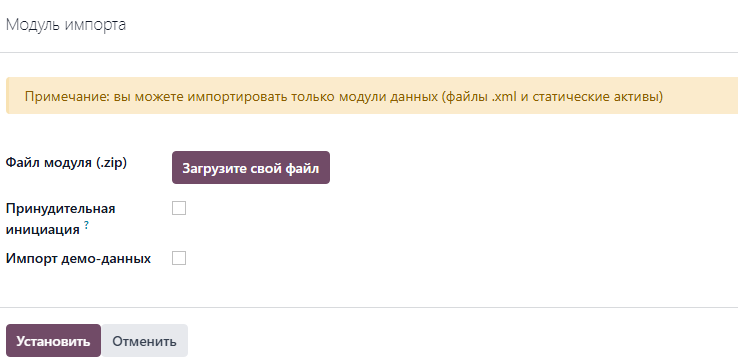 Модуль импорта
Примечание: вы можете импортировать только модули данных (файлы .xml и статические активы)
Файл модуля (.zip)
Загрузите свой файл
Принудительная
инициация ?
Импорт демо-данных
Установить
Отменить